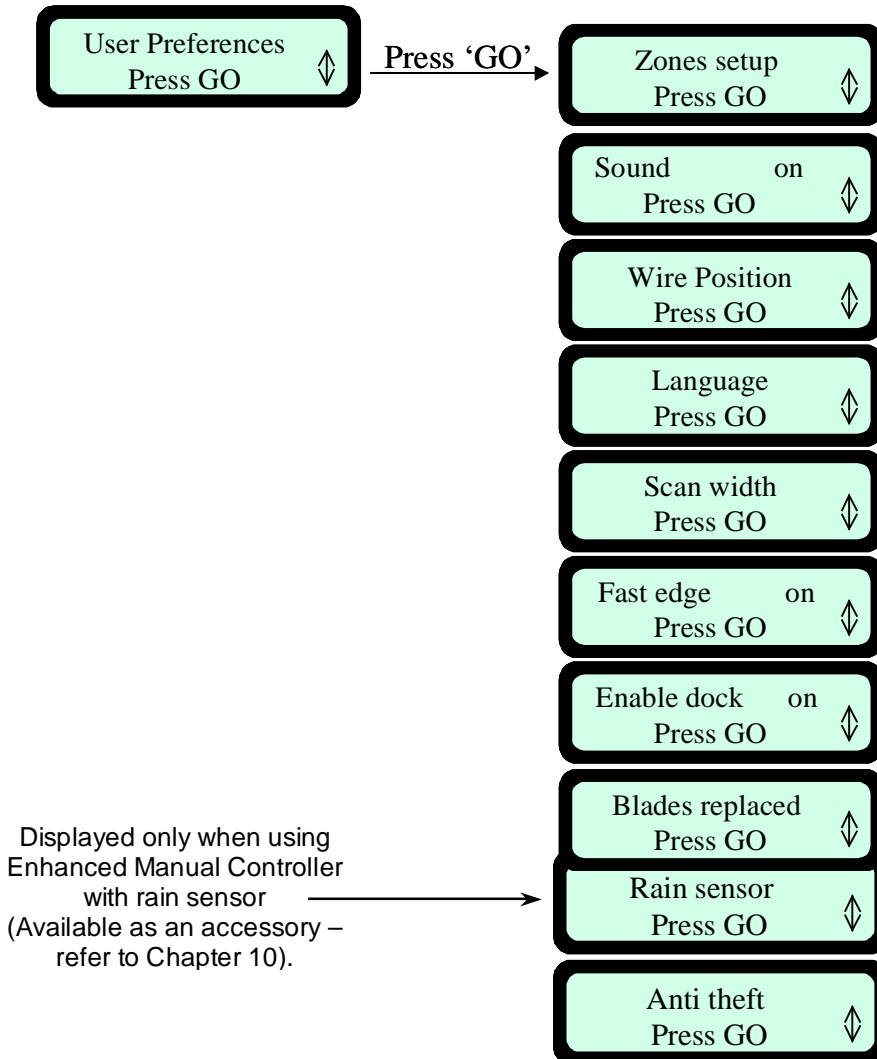 User Preferences
Press GO
Press ‘GO’
Zones setup
Press GO
Sound on
Press GO
Wire Position
Press GO
Language
Press GO
Scan width
Press GO
Fast edge on
Press GO
Enable dock on
Press GO
Blades replaced
Press GO
Displayed only when using
Enhanced Manual Controller
with rain sensor
(Available as an accessory –
refer to Chapter 10).
Rain sensor
Press GO
Anti theft
Press GO